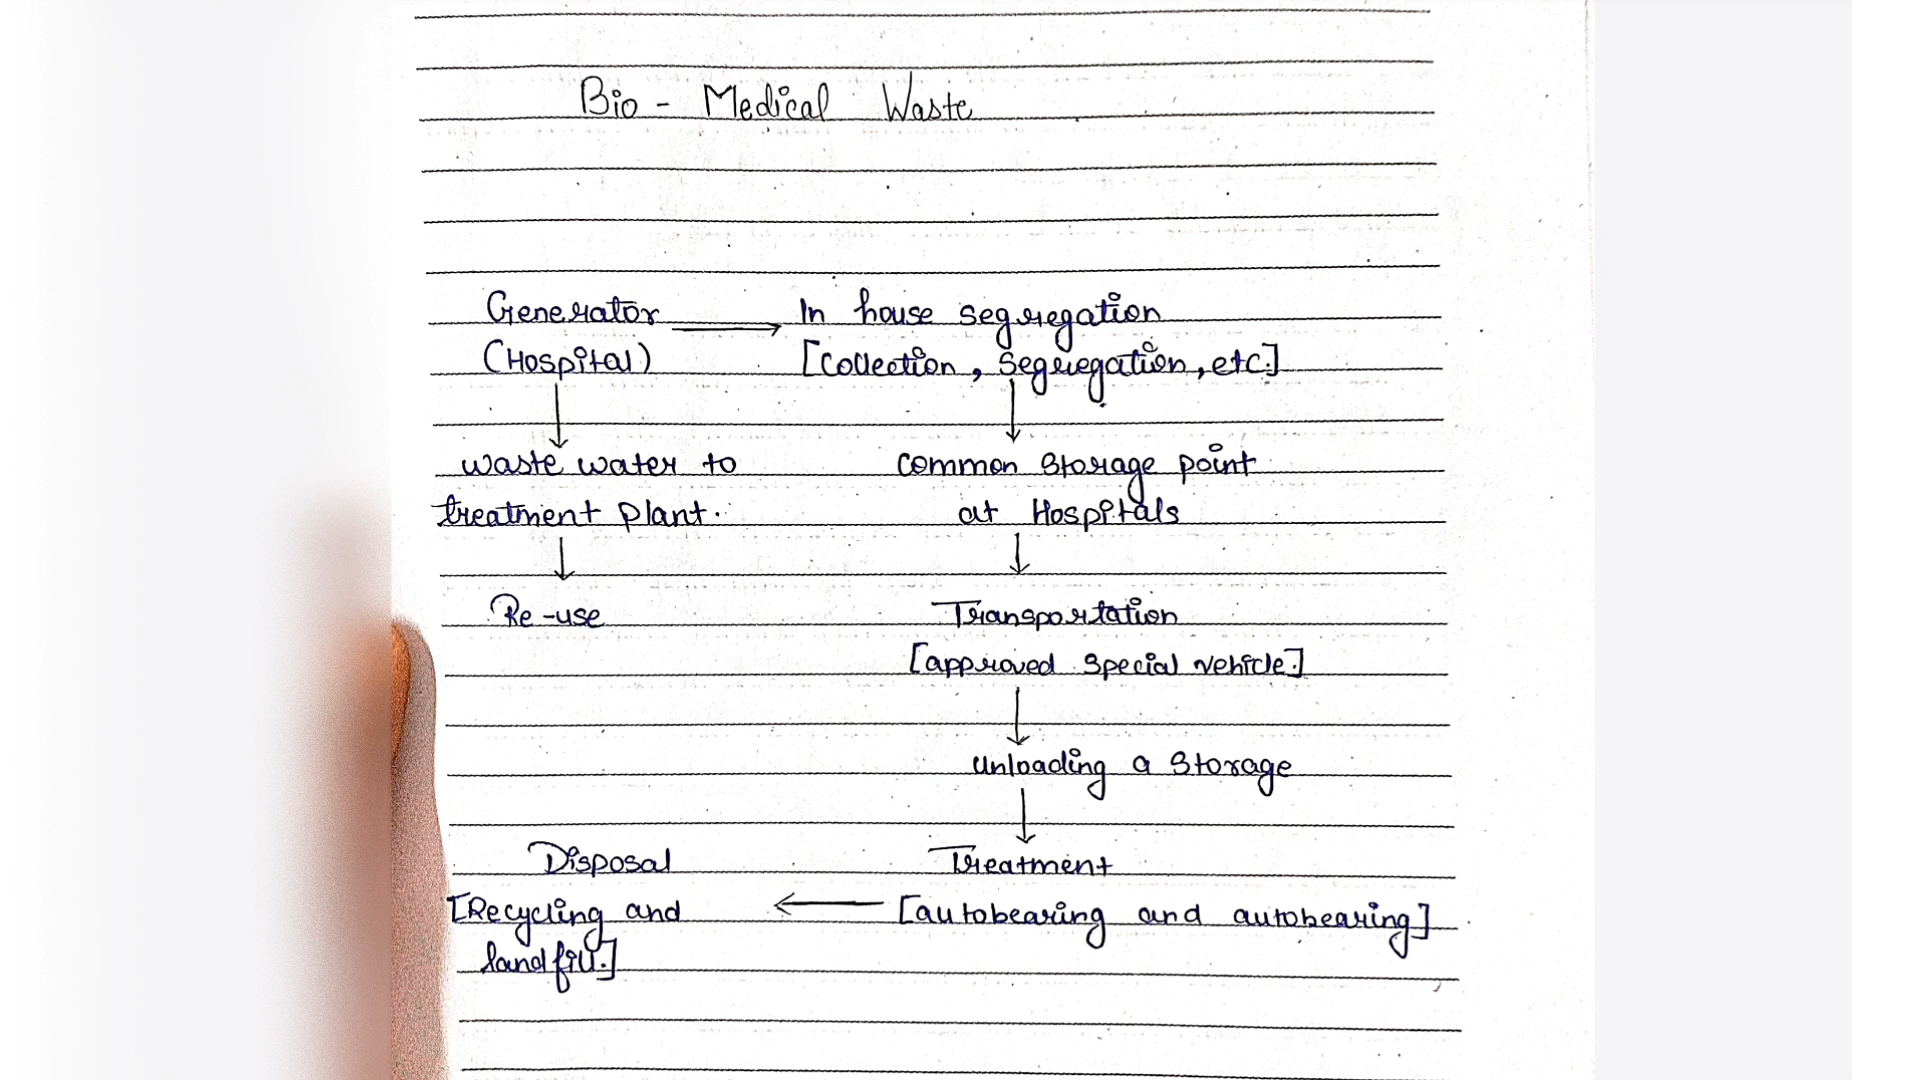 Bio - Medical Waste
Generator → In house segregation
(Hospital) [Collection, segregation, etc.]
↓ ↓
waste water to common storage point
treatment plant. at Hospitals
↓ ↓
Re-use Transportation
[approved special vehicle.]
↓
unloading a storage
↓
Disposal Treatment
[Recycling and ← [autobearing and autobearing]
landfill.]